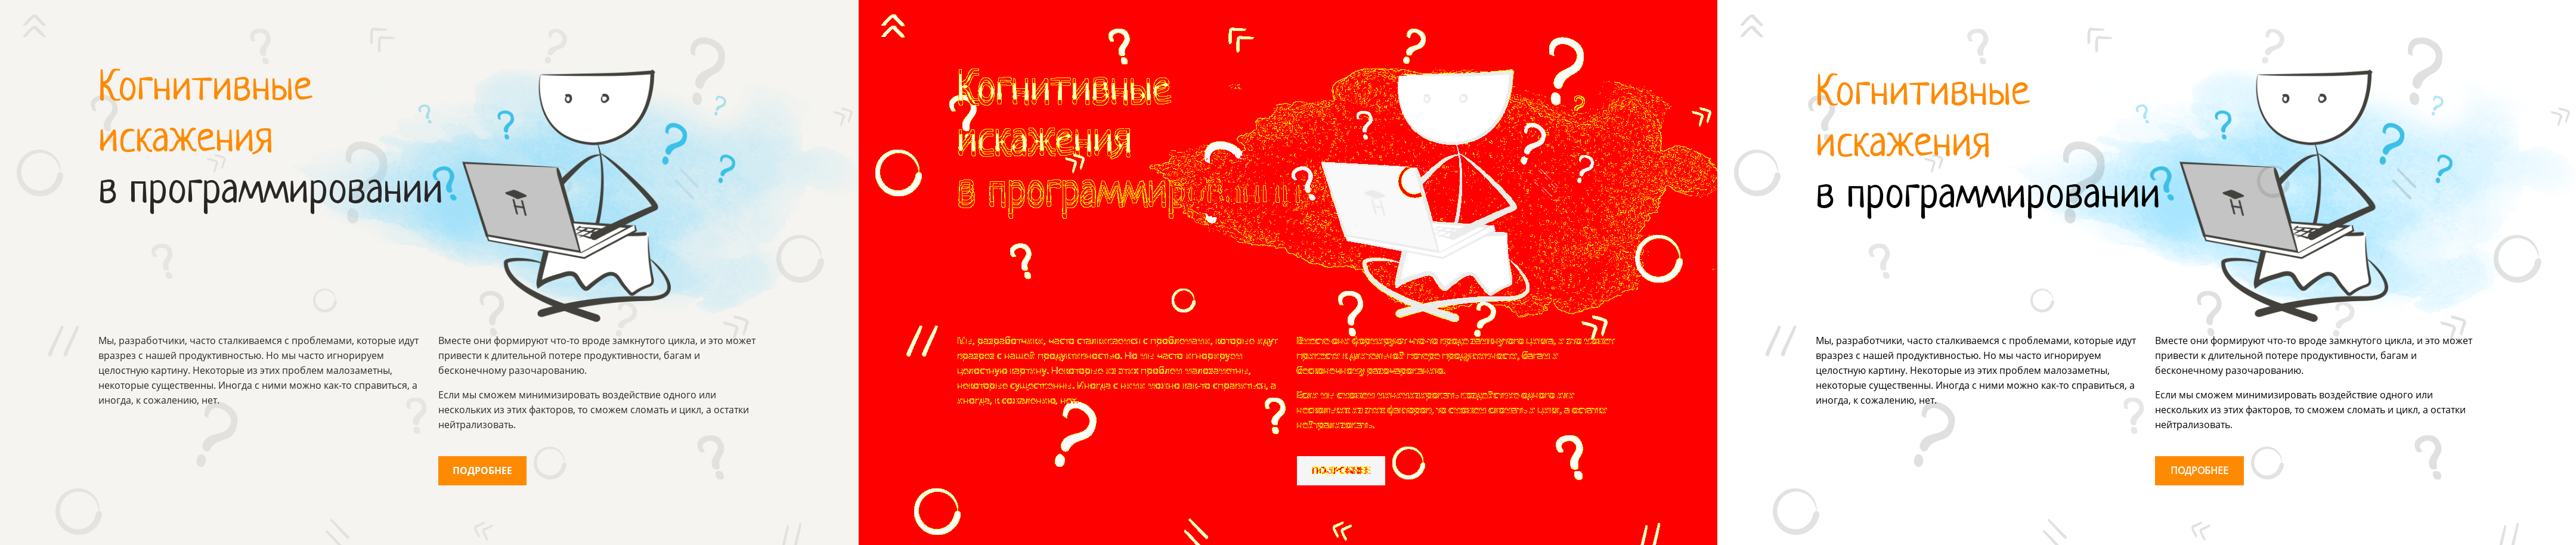 Когнитивные
искажения
в программировании
Мы, разработчики, часто сталкиваемся с проблемами, которые идут
вразрез с нашей продуктивностью. Но мы часто игнорируем
целостную картину. Некоторые из этих проблем малозаметны,
некоторые существенны. Иногда с ними можно как-то справиться, а
иногда, к сожалению, нет.
Вместе они формируют что-то вроде замкнутого цикла, и это может
привести к длительной потере продуктивности, багам и
бесконечному разочарованию.
Если мы сможем минимизировать воздействие одного или
нескольких из этих факторов, то сможем сломать и цикл, а остатки
нейтрализовать.
ПОДРОБНЕЕ
Когнитивные
искажения
в программир
Мы, разработчики, часто сталкиваемся с проблемами, которые идут
вразрез с нашей продуктивностью. Но мы часто игнорируем
целостную картину. Некоторые из этих проблем малозаметны,
некоторые существенны. Иногда с ними можно как-то справиться, а
иногда, к сожалению, нет.
Вместе они формируют что-то вроде замкнутого цикла, и это может
привести к длительной потере продуктивности, багам и
бесконечному разочарованию.
Если мы сможем минимизировать воздействие одного или
нескольких из этих факторов, то сможем сломать и цикл, а остатки
нейтрализовать.
ПОДРОБНЕЕ
Когнитивные
искажения
в программировании
Мы, разработчики, часто сталкиваемся с проблемами, которые идут
вразрез с нашей продуктивностью. Но мы часто игнорируем
целостную картину. Некоторые из этих проблем малозаметны,
некоторые существенны. Иногда с ними можно как-то справиться, а
иногда, к сожалению, нет.
Вместе они формируют что-то вроде замкнутого цикла, и это может
привести к длительной потере продуктивности, багам и
бесконечному разочарованию.
Если мы сможем минимизировать воздействие одного или
нескольких из этих факторов, то сможем сломать и цикл, а остатки
нейтрализовать.
ПОДРОБНЕЕ